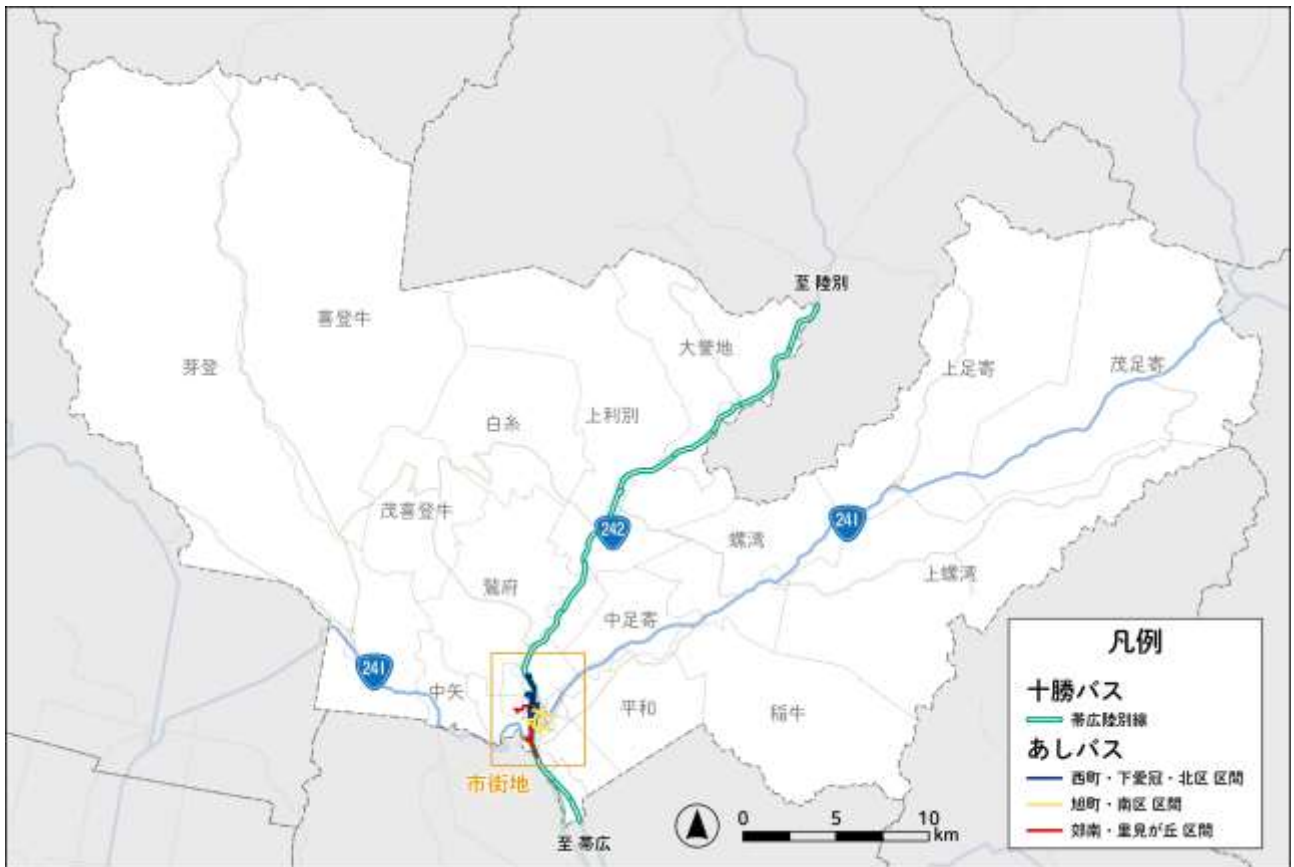 至 陸別
大誉地
喜登牛
芽登
上足寄
茂足寄
上利別
白糸
茂喜登牛
242
241
螺湾
上螺湾
鷲府
中足寄
241
中矢
平和
稲牛
市街地
至 帯広
0 5 10
km
凡例
十勝バス
帯広陸別線
あしバス
西町・下愛冠・北区 区間
旭町・南区 区間
郊南・里見が丘 区間